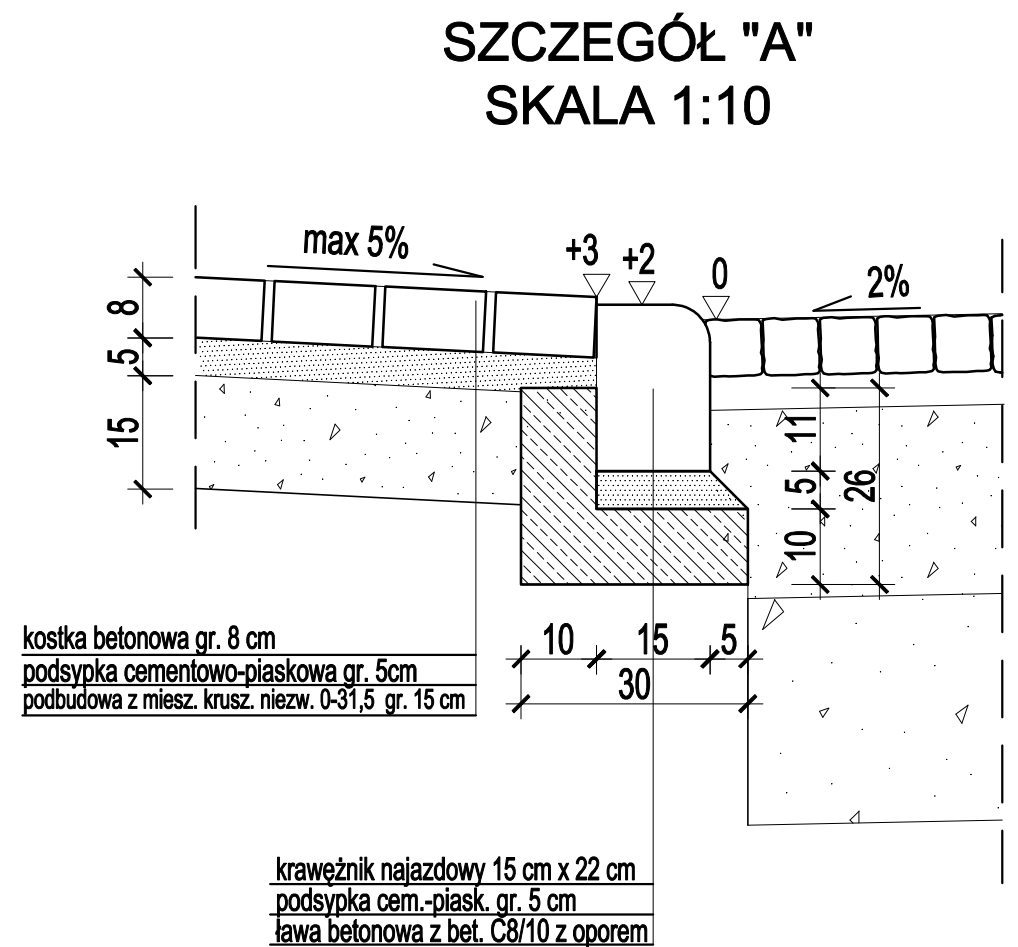 SZCZEGÓŁ "A"
SKALA 1:10
max 5%
+3
+2
0
2%
8
5
15
11
5
10
26
10
15
5
30
kostka betonowa gr. 8 cm
podsypka cementowo-piaskowa gr. 5cm
podbudowa z miesz. krusz. niezw. 0-31,5 gr. 15 cm
krawężnik najazdowy 15 cm x 22 cm
podsypka cem.-piask. gr. 5 cm
ława betonowa z bet. C8/10 z oporem